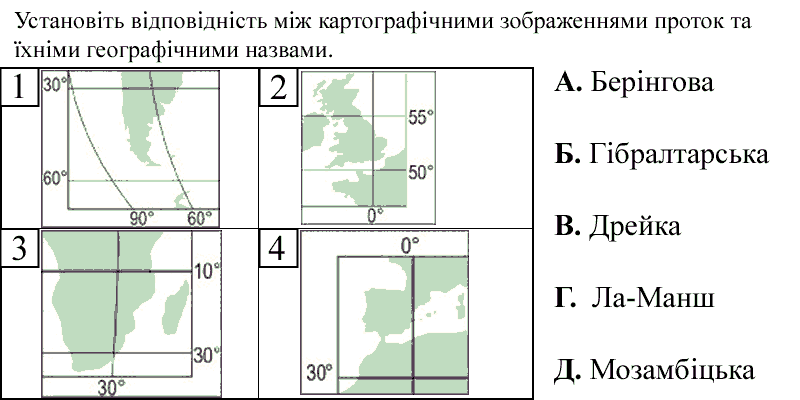 Установіть відповідність між картографічними зображеннями проток та
їхніми географічними назвами.
1
30°
60°
90° 60°
2
55°
50°
0°
3
10°
30°
30°
4
0°
30°
А. Берінгова
Б. Гібралтарська
В. Дрейка
Г. Ла-Манш
Д. Мозамбіцька